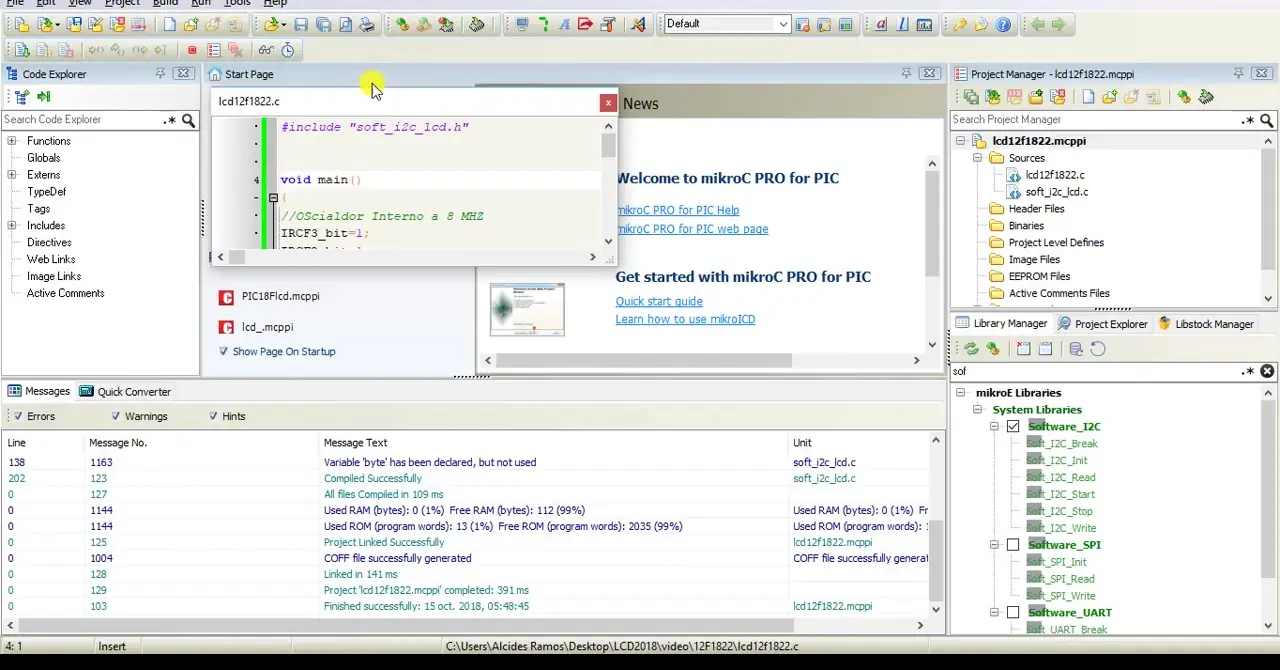 File Edit View Project Build Run Tools Help
Default
Code Explorer
Start Page
Project Manager - lcd12f1822.mcppi
Search Code Explorer
Functions
Globals
Externs
TypeDef
Tags
Includes
Directives
Web Links
Image Links
Active Comments
lcd12f1822.c
#include "soft_i2c_lcd.h"
4 void main()
{
//OScialdor Interno a 8 MHZ
IRCF3_bit=1;
PIC18Flcd.mcppi
lcd_.mcppi
Show Page On Startup
News
Welcome to mikroC PRO for PIC
mikroC PRO for PIC Help
mikroC PRO for PIC web page
Get started with mikroC PRO for PIC
Quick start guide
Learn how to use mikroICD
Search Project Manager
lcd12f1822.mcppi
Sources
lcd12f1822.c
soft_i2c_lcd.c
Header Files
Binaries
Project Level Defines
Image Files
EEPROM Files
Active Comments Files
Library Manager Project Explorer Libstock Manager
sof
mikroE Libraries
System Libraries
Software_I2C
Soft_I2C_Break
Soft_I2C_Init
Soft_I2C_Read
Soft_I2C_Start
Soft_I2C_Stop
Soft_I2C_Write
Software_SPI
Soft_SPI_Init
Soft_SPI_Read
Soft_SPI_Write
Software_UART
Soft_UART_Break
Messages Quick Converter
Errors Warnings Hints
Line Message No. Message Text Unit
138 1163 Variable 'byte' has been declared, but not used soft_i2c_lcd.c
202 123 Compiled Successfully soft_i2c_lcd.c
0 127 All files Compiled in 109 ms
0 1144 Used RAM (bytes): 0 (1%) Free RAM (bytes): 112 (99%) Used RAM (bytes): 0 (1%) Fr
0 1144 Used ROM (program words): 13 (1%) Free ROM (program words): 2035 (99%) Used ROM (program words): 1
0 125 Project Linked Successfully lcd12f1822.mcppi
0 1004 COFF file successfully generated COFF file successfully generat
0 128 Linked in 141 ms
0 129 Project 'lcd12f1822.mcppi' completed: 391 ms
0 103 Finished successfully: 15 oct. 2018, 05:48:45 lcd12f1822.mcppi
4: 1 Insert C:\Users\Alcides Ramos\Desktop\LCD2018\video\12F1822\lcd12f1822.c